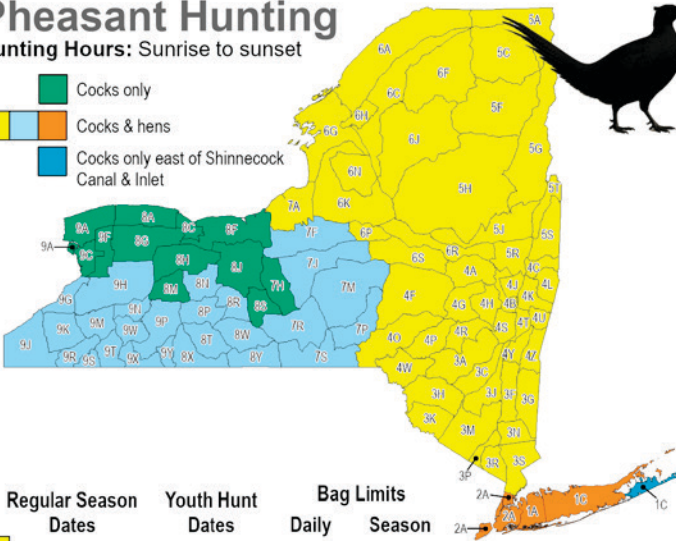 Pheasant Hunting
unting Hours: Sunrise to sunset
Cocks only
Cocks & hens
Cocks only east of Shinnecock
Canal & Inlet
5A
6A
5C
6F
6C
5F
6H
6G
6J
5G
6N
5H
5T
6K
7A
9A
8A
8C
8F
7F
6P
5J
5S
9A
9F
8G
6R
5R
9C
6S
8H
8J
7J
4A
4C
9H
8M
8N
7H
7M
4F
4J
4L
9G
8R
8S
4G
4H
4B
4K
9N
8P
9K
9M
9W
9P
8T
8W
7R
7P
4O
4P
4R
4S
4T
4U
9J
9R
9S
9T
9X
9Y
8X
8Y
7S
4W
3A
4Y
4Z
3C
3H
3J
3F
3G
3K
3M
3N
3P
3R
3S
2A
2A
1A
1C
1C
2A
Regular Season
Dates
Youth Hunt
Dates
Bag Limits
Daily
Season